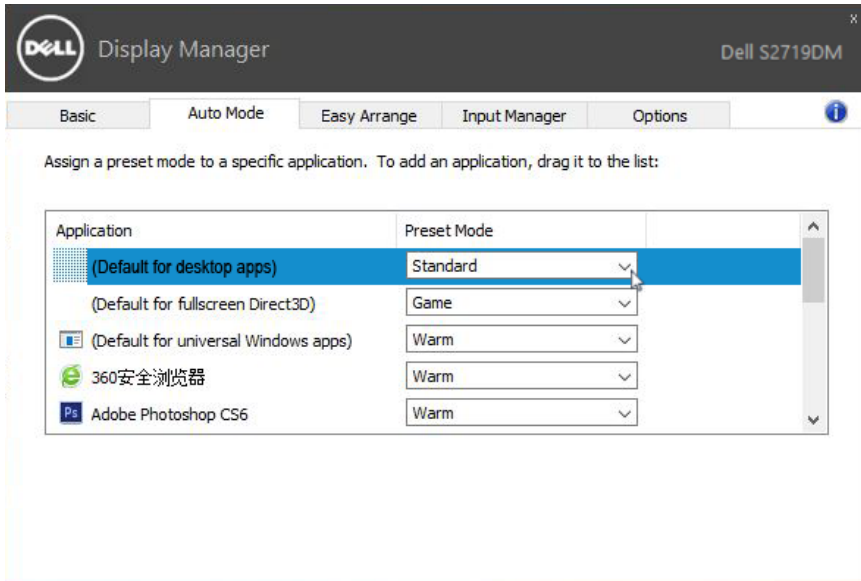 DELL Display Manager
x
Dell S2719DM
Basic Auto Mode Easy Arrange Input Manager Options i
Assign a preset mode to a specific application. To add an application, drag it to the list:
Application Preset Mode
(Default for desktop apps) Standard
(Default for fullscreen Direct3D) Game
(Default for universal Windows apps) Warm
360安全浏览器 Warm
Ps Adobe Photoshop CS6 Warm